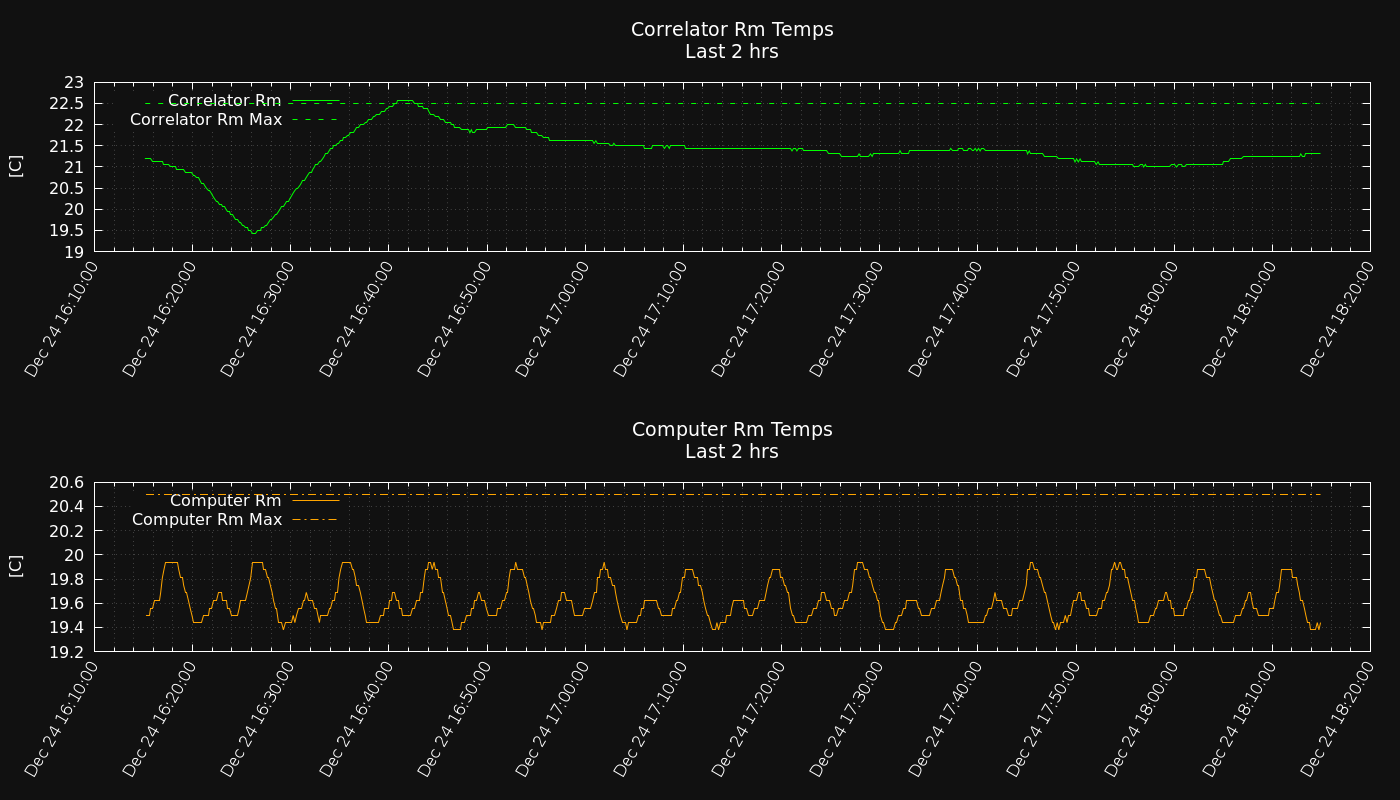 Correlator Rm Temps
Last 2 hrs
23
22.5
22
21.5
21
20.5
20
19.5
19
[C]
Correlator Rm
Correlator Rm Max
Dec 24 16:10:00
Dec 24 16:20:00
Dec 24 16:30:00
Dec 24 16:40:00
Dec 24 16:50:00
Dec 24 17:00:00
Dec 24 17:10:00
Dec 24 17:20:00
Dec 24 17:30:00
Dec 24 17:40:00
Dec 24 17:50:00
Dec 24 18:00:00
Dec 24 18:10:00
Dec 24 18:20:00
Computer Rm Temps
Last 2 hrs
20.6
20.4
20.2
20
19.8
19.6
19.4
19.2
[C]
Computer Rm
Computer Rm Max
Dec 24 16:10:00
Dec 24 16:20:00
Dec 24 16:30:00
Dec 24 16:40:00
Dec 24 16:50:00
Dec 24 17:00:00
Dec 24 17:10:00
Dec 24 17:20:00
Dec 24 17:30:00
Dec 24 17:40:00
Dec 24 17:50:00
Dec 24 18:00:00
Dec 24 18:10:00
Dec 24 18:20:00